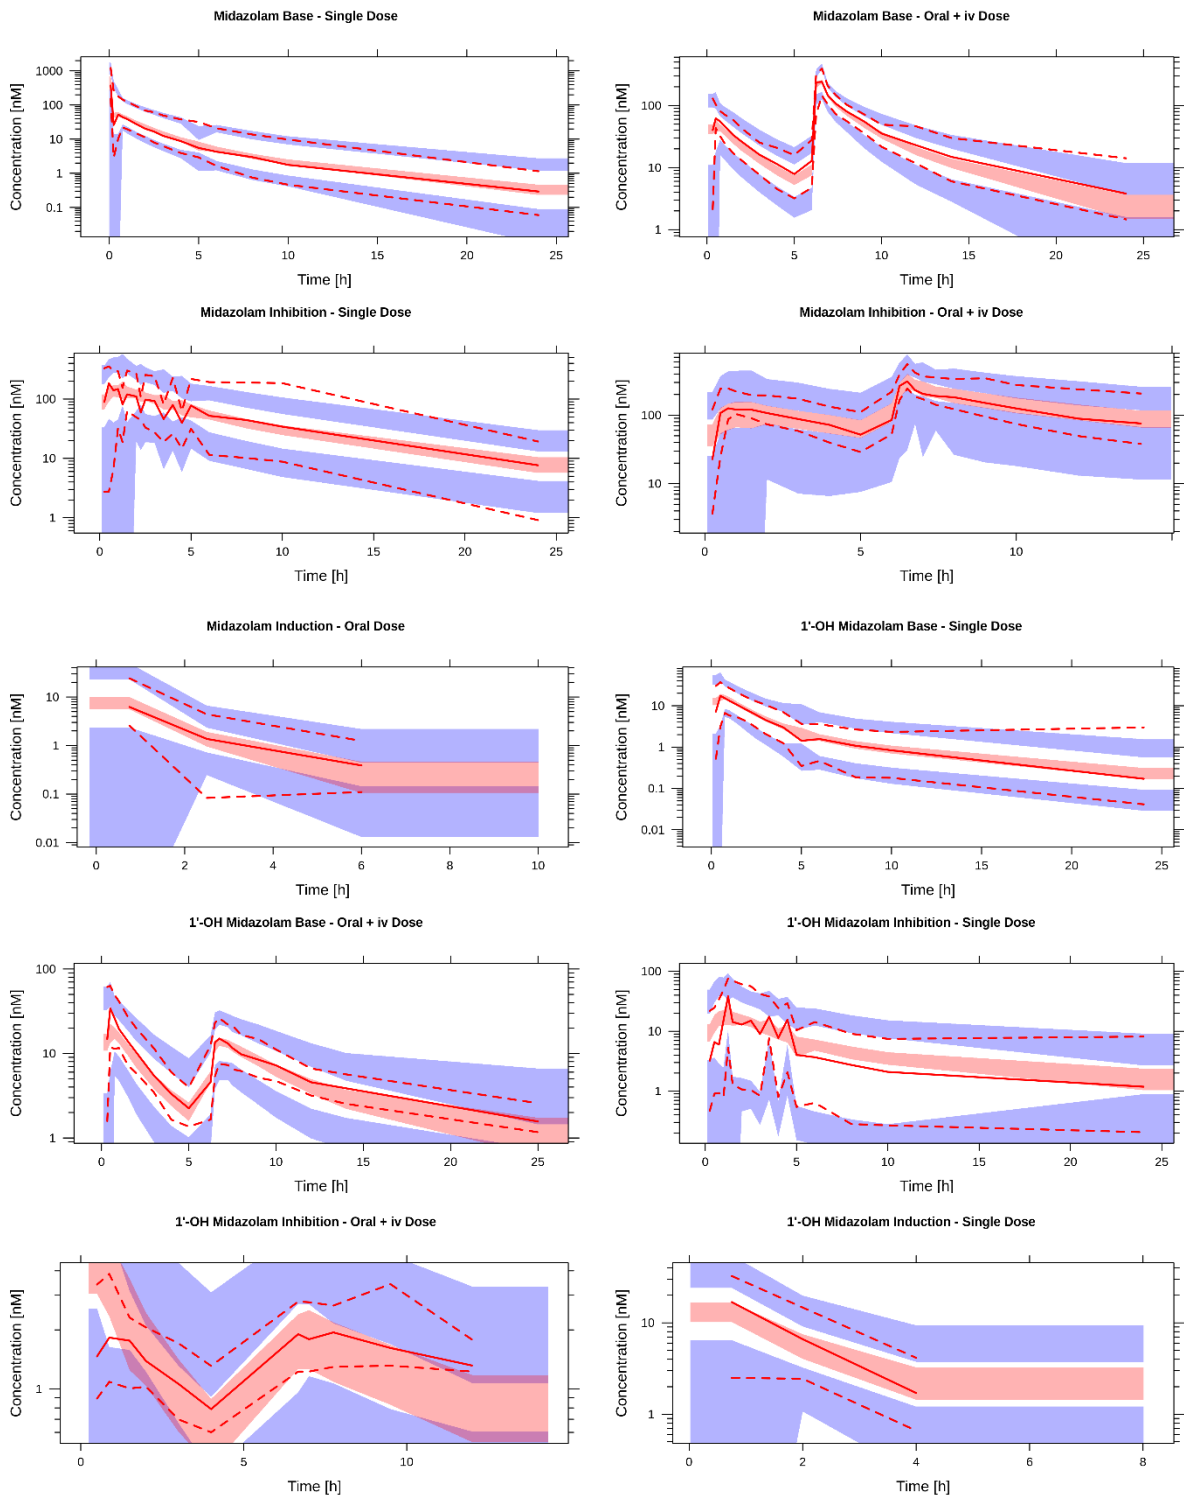 Midazolam Base - Single Dose
Concentration [nM]
1000
100
10
1
0.1
0 5 10 15 20 25
Time [h]
Midazolam Base - Oral + iv Dose
Concentration [nM]
100
10
1
0 5 10 15 20 25
Time [h]
Midazolam Inhibition - Single Dose
Concentration [nM]
100
10
1
0 5 10 15 20 25
Time [h]
Midazolam Inhibition - Oral + iv Dose
Concentration [nM]
100
10
0 5 10
Time [h]
Midazolam Induction - Oral Dose
Concentration [nM]
10
1
0.1
0.01
0 2 4 6 8 10
Time [h]
1'-OH Midazolam Base - Single Dose
Concentration [nM]
10
1
0.1
0.01
0 5 10 15 20 25
Time [h]
1'-OH Midazolam Base - Oral + iv Dose
Concentration [nM]
100
10
1
0 5 10 15 20 25
Time [h]
1'-OH Midazolam Inhibition - Single Dose
Concentration [nM]
100
10
1
0 5 10 15 20 25
Time [h]
1'-OH Midazolam Inhibition - Oral + iv Dose
Concentration [nM]
1
0 5 10
Time [h]
1'-OH Midazolam Induction - Single Dose
Concentration [nM]
10
1
0 2 4 6 8
Time [h]